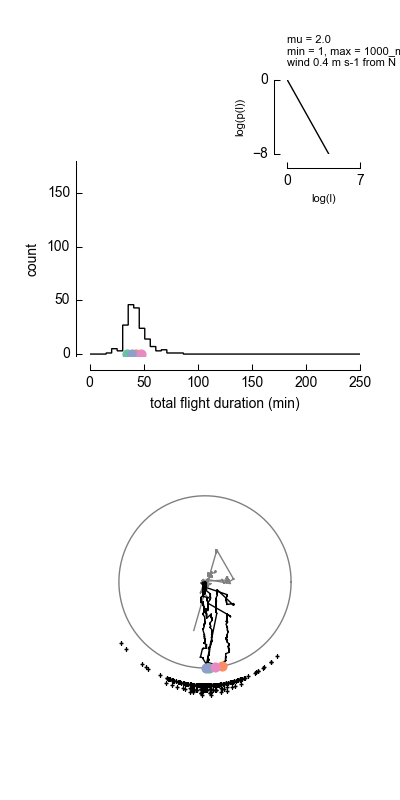 mu = 2.0
min = 1, max = 1000_m
wind 0.4 m s-1 from N
log(p(l))
0
−8
0 7
log(l)
count
150
100
50
0
0 50 100 150 200 250
total flight duration (min)